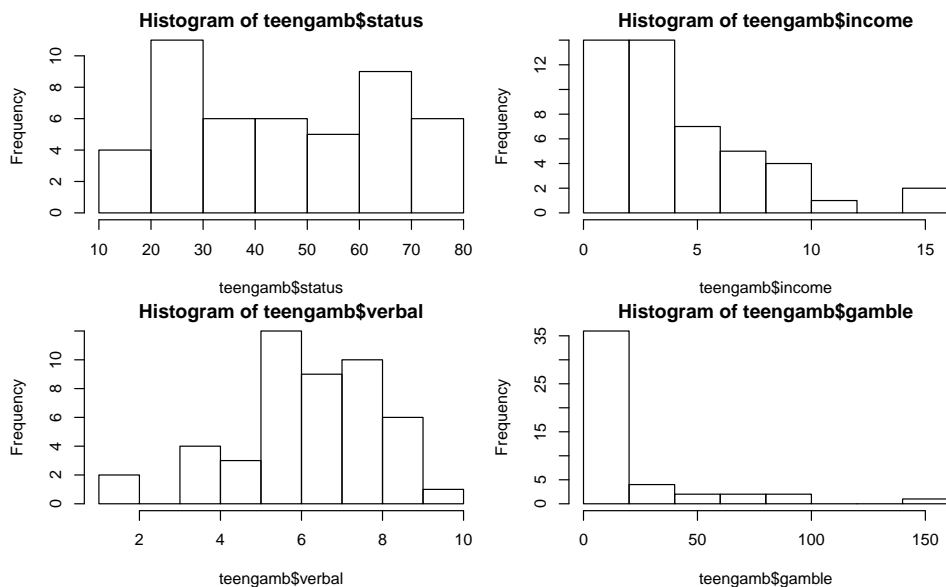 Histogram of teengamb$status
Frequency
0 2 4 6 8 10
10 20 30 40 50 60 70 80
teengamb$status
Histogram of teengamb$income
Frequency
0 2 4 6 8 12
0 5 10 15
teengamb$income
Histogram of teengamb$verbal
Frequency
0 2 4 6 8 10
2 4 6 8 10
teengamb$verbal
Histogram of teengamb$gamble
Frequency
0 5 15 25 35
0 50 100 150
teengamb$gamble